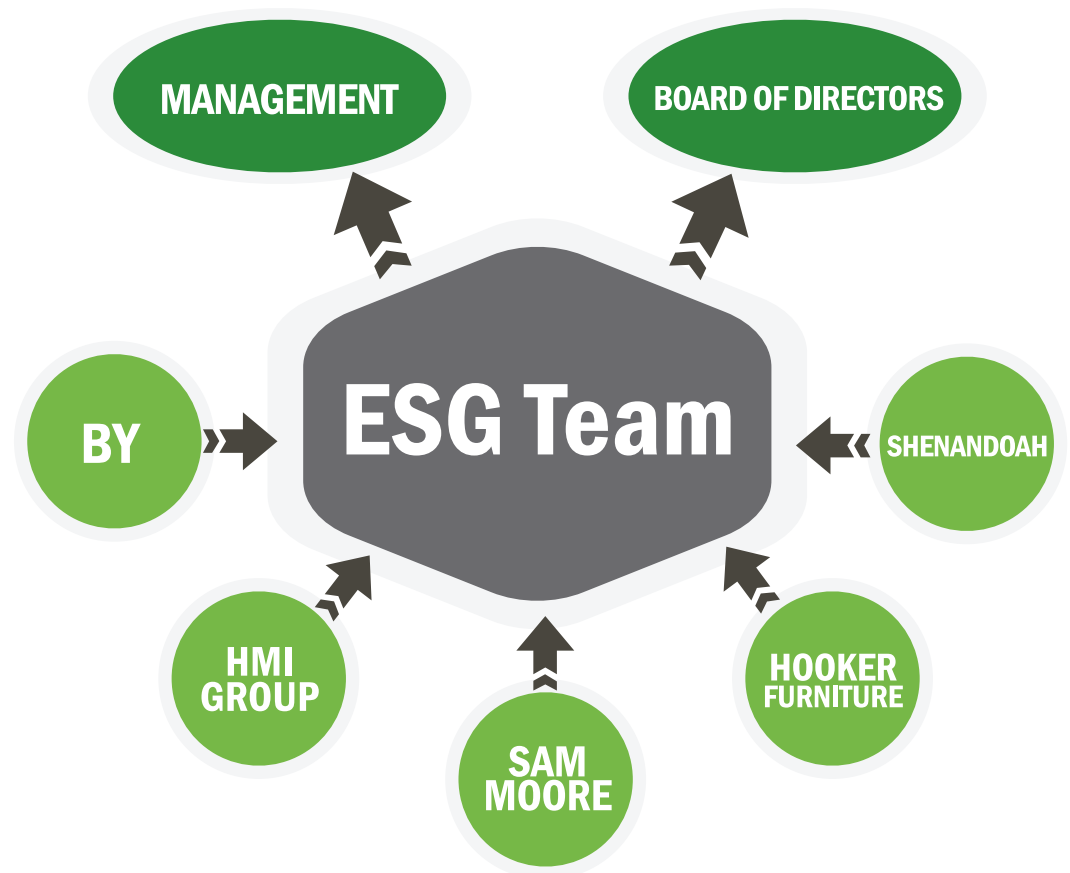 MANAGEMENT
BOARD OF DIRECTORS
ESG Team
BY
SHENANDOAH
HMI
GROUP
HOOKER
FURNITURE
SAM
MOORE